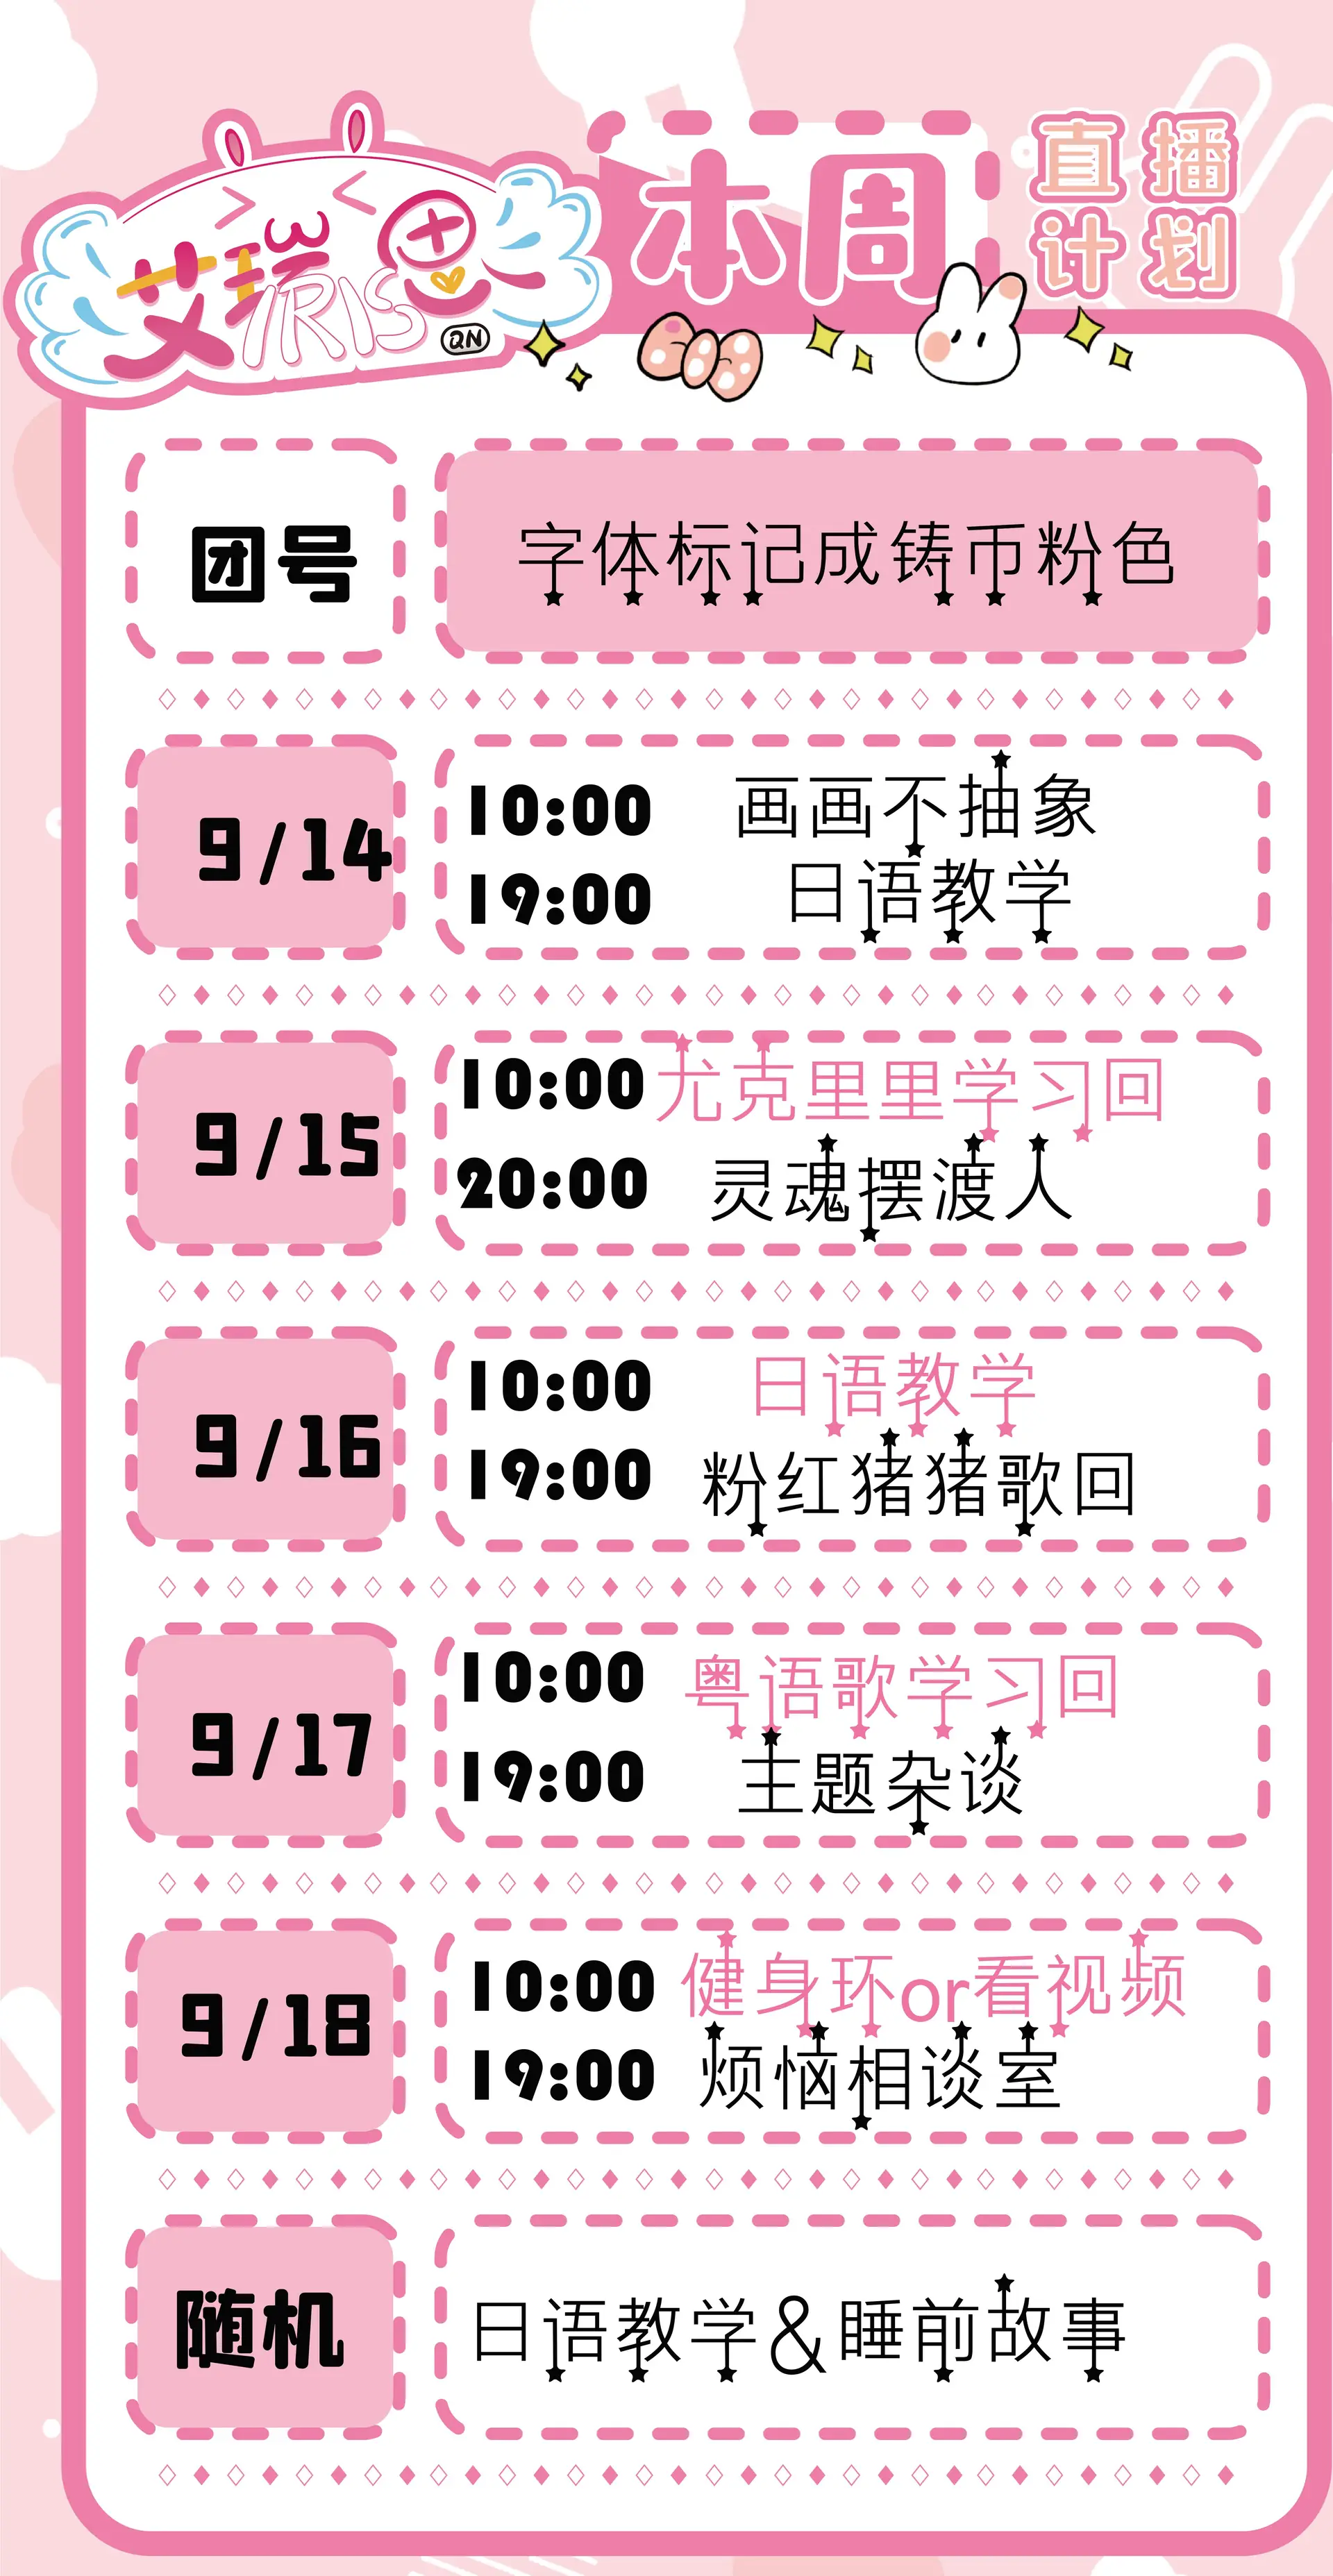 艾瑞思
IRIS
QN
本周
直播
计划
团号
字体标记成铸币粉色
9/14
10:00 画画不抽象
19:00 日语教学
9/15
10:00 尤克里里学习回
20:00 灵魂摆渡人
9/16
10:00 日语教学
19:00 粉红猪猪歌回
9/17
10:00 粤语歌学习回
19:00 主题杂谈
9/18
10:00 健身环or看视频
19:00 烦恼相谈室
随机
日语教学&睡前故事